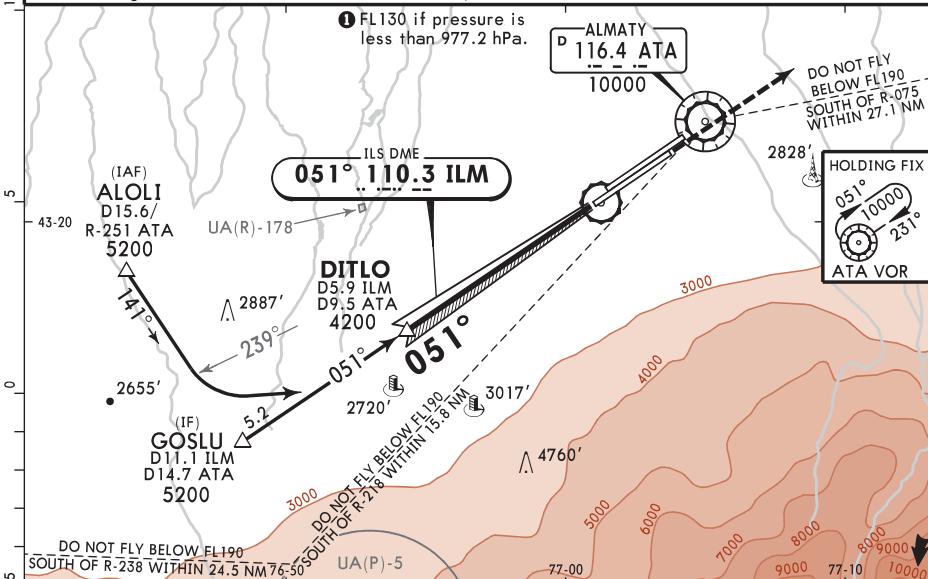 ❶ FL130 if pressure is
less than 977.2 hPa.
ALMATY
D 116.4 ATA
10000
DO NOT FLY
BELOW FL190
SOUTH OF R-075
WITHIN 27.1 NM
2828'
HOLDING FIX
051°
10000
231°
ATA VOR
ILS DME
051° 110.3 ILM
(IAF)
ALOLI
D15.6/
R-251 ATA
5200
5
43-20
UA(R)-178
DITLO
D5.9 ILM
D9.5 ATA
4200
141°
2887'
239°
051°
051°
3000
4000
0
2655'
2720'
3017'
5.2
(IF)
GOSLU
D11.1 ILM
D14.7 ATA
5200
4760'
3000
DO NOT FLY BELOW FL190
SOUTH OF R-218 WITHIN 15.8 NM
5000
6000
7000
8000
8000
9000
9000
10000
DO NOT FLY BELOW FL190
SOUTH OF R-238 WITHIN 24.5 NM
76-50
UA(P)-5
77-00
77-10
5